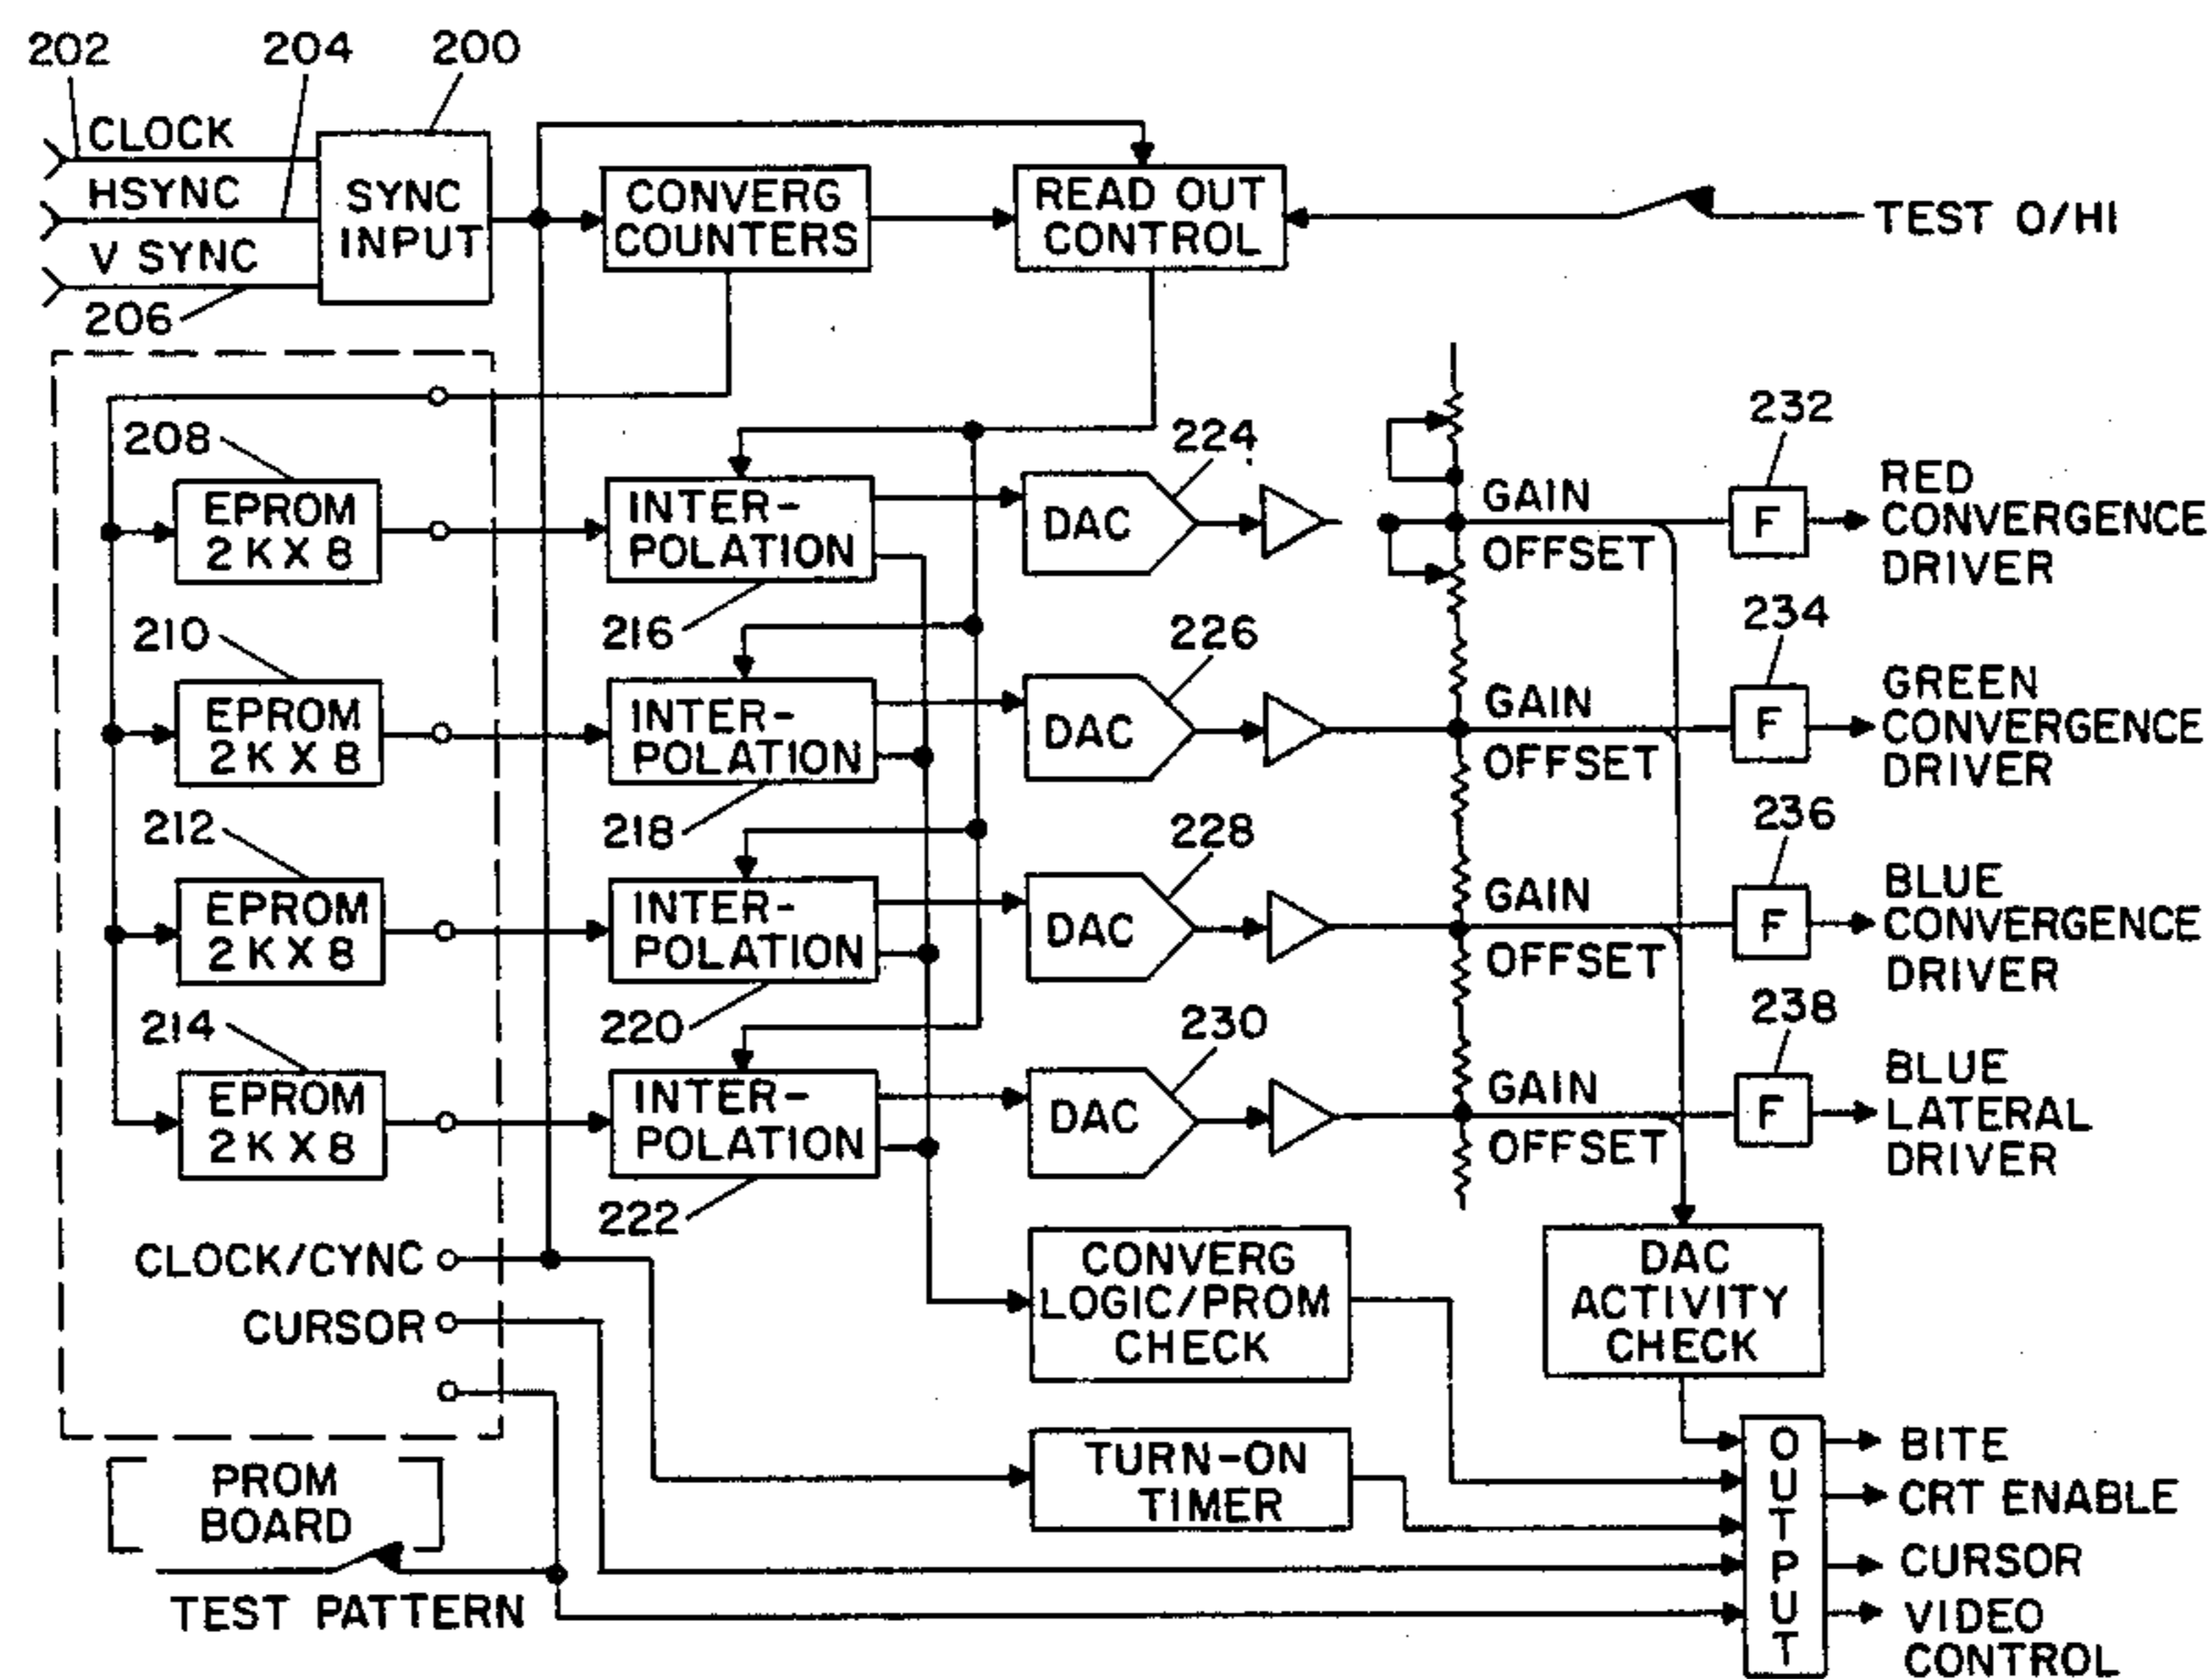 202 204 200
CLOCK
HSYNC
V SYNC
206
SYNC
INPUT
CONVERG
COUNTERS
READ OUT
CONTROL
TEST O/HI
208
EPROM
2 K X 8
INTER-
POLATION
216
224
DAC
GAIN
OFFSET
232
F
RED
CONVERGENCE
DRIVER
210
EPROM
2 K X 8
INTER-
POLATION
218
226
DAC
GAIN
OFFSET
234
F
GREEN
CONVERGENCE
DRIVER
212
EPROM
2 K X 8
INTER-
POLATION
220
228
DAC
GAIN
OFFSET
236
F
BLUE
CONVERGENCE
DRIVER
214
EPROM
2 K X 8
INTER-
POLATION
222
230
DAC
GAIN
OFFSET
238
F
BLUE
LATERAL
DRIVER
CLOCK/CYNC
CURSOR
CONVERG
LOGIC/PROM
CHECK
DAC
ACTIVITY
CHECK
PROM
BOARD
TEST PATTERN
TURN-ON
TIMER
OUTPUT
BITE
CRT ENABLE
CURSOR
VIDEO
CONTROL